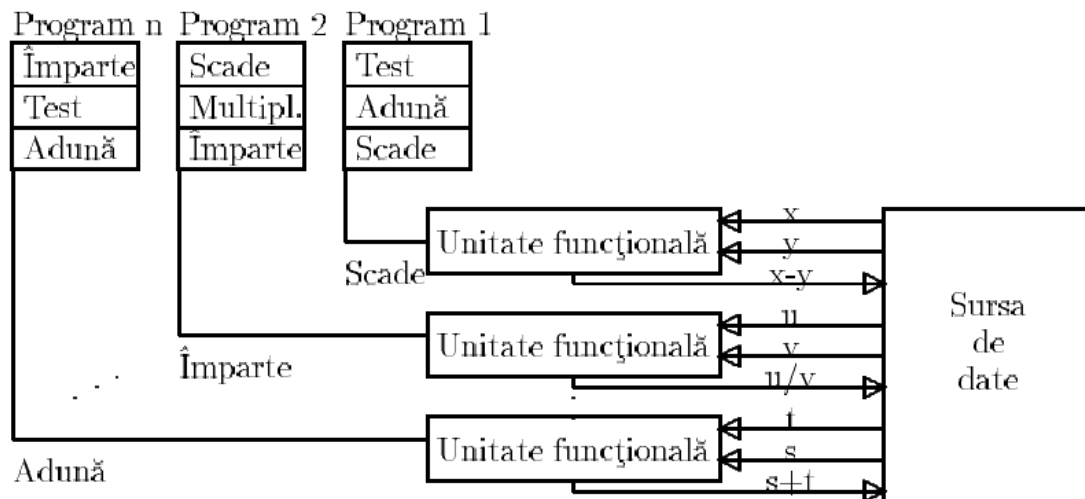 Program n Program 2 Program 1
Împarte Scade Test
Test Multipl. Adună
Adună Împarte Scade
x
Unitate funcţională
y
Scade
x-y
u
Unitate funcţională
v
Împarte
u/v
t
Unitate funcţională
s
Adună
s+t
Sursa
de
date